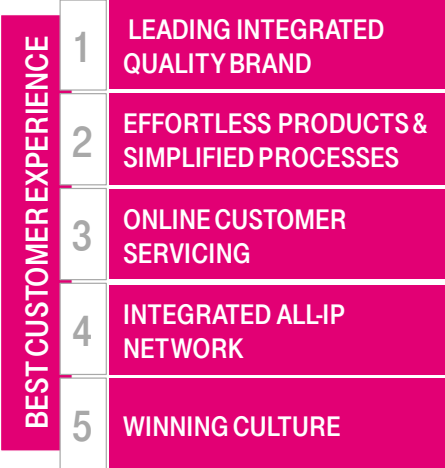 BEST CUSTOMER EXPERIENCE
1
LEADING INTEGRATED
QUALITY BRAND
2
EFFORTLESS PRODUCTS &
SIMPLIFIED PROCESSES
3
ONLINE CUSTOMER
SERVICING
4
INTEGRATED ALL-IP
NETWORK
5
WINNING CULTURE